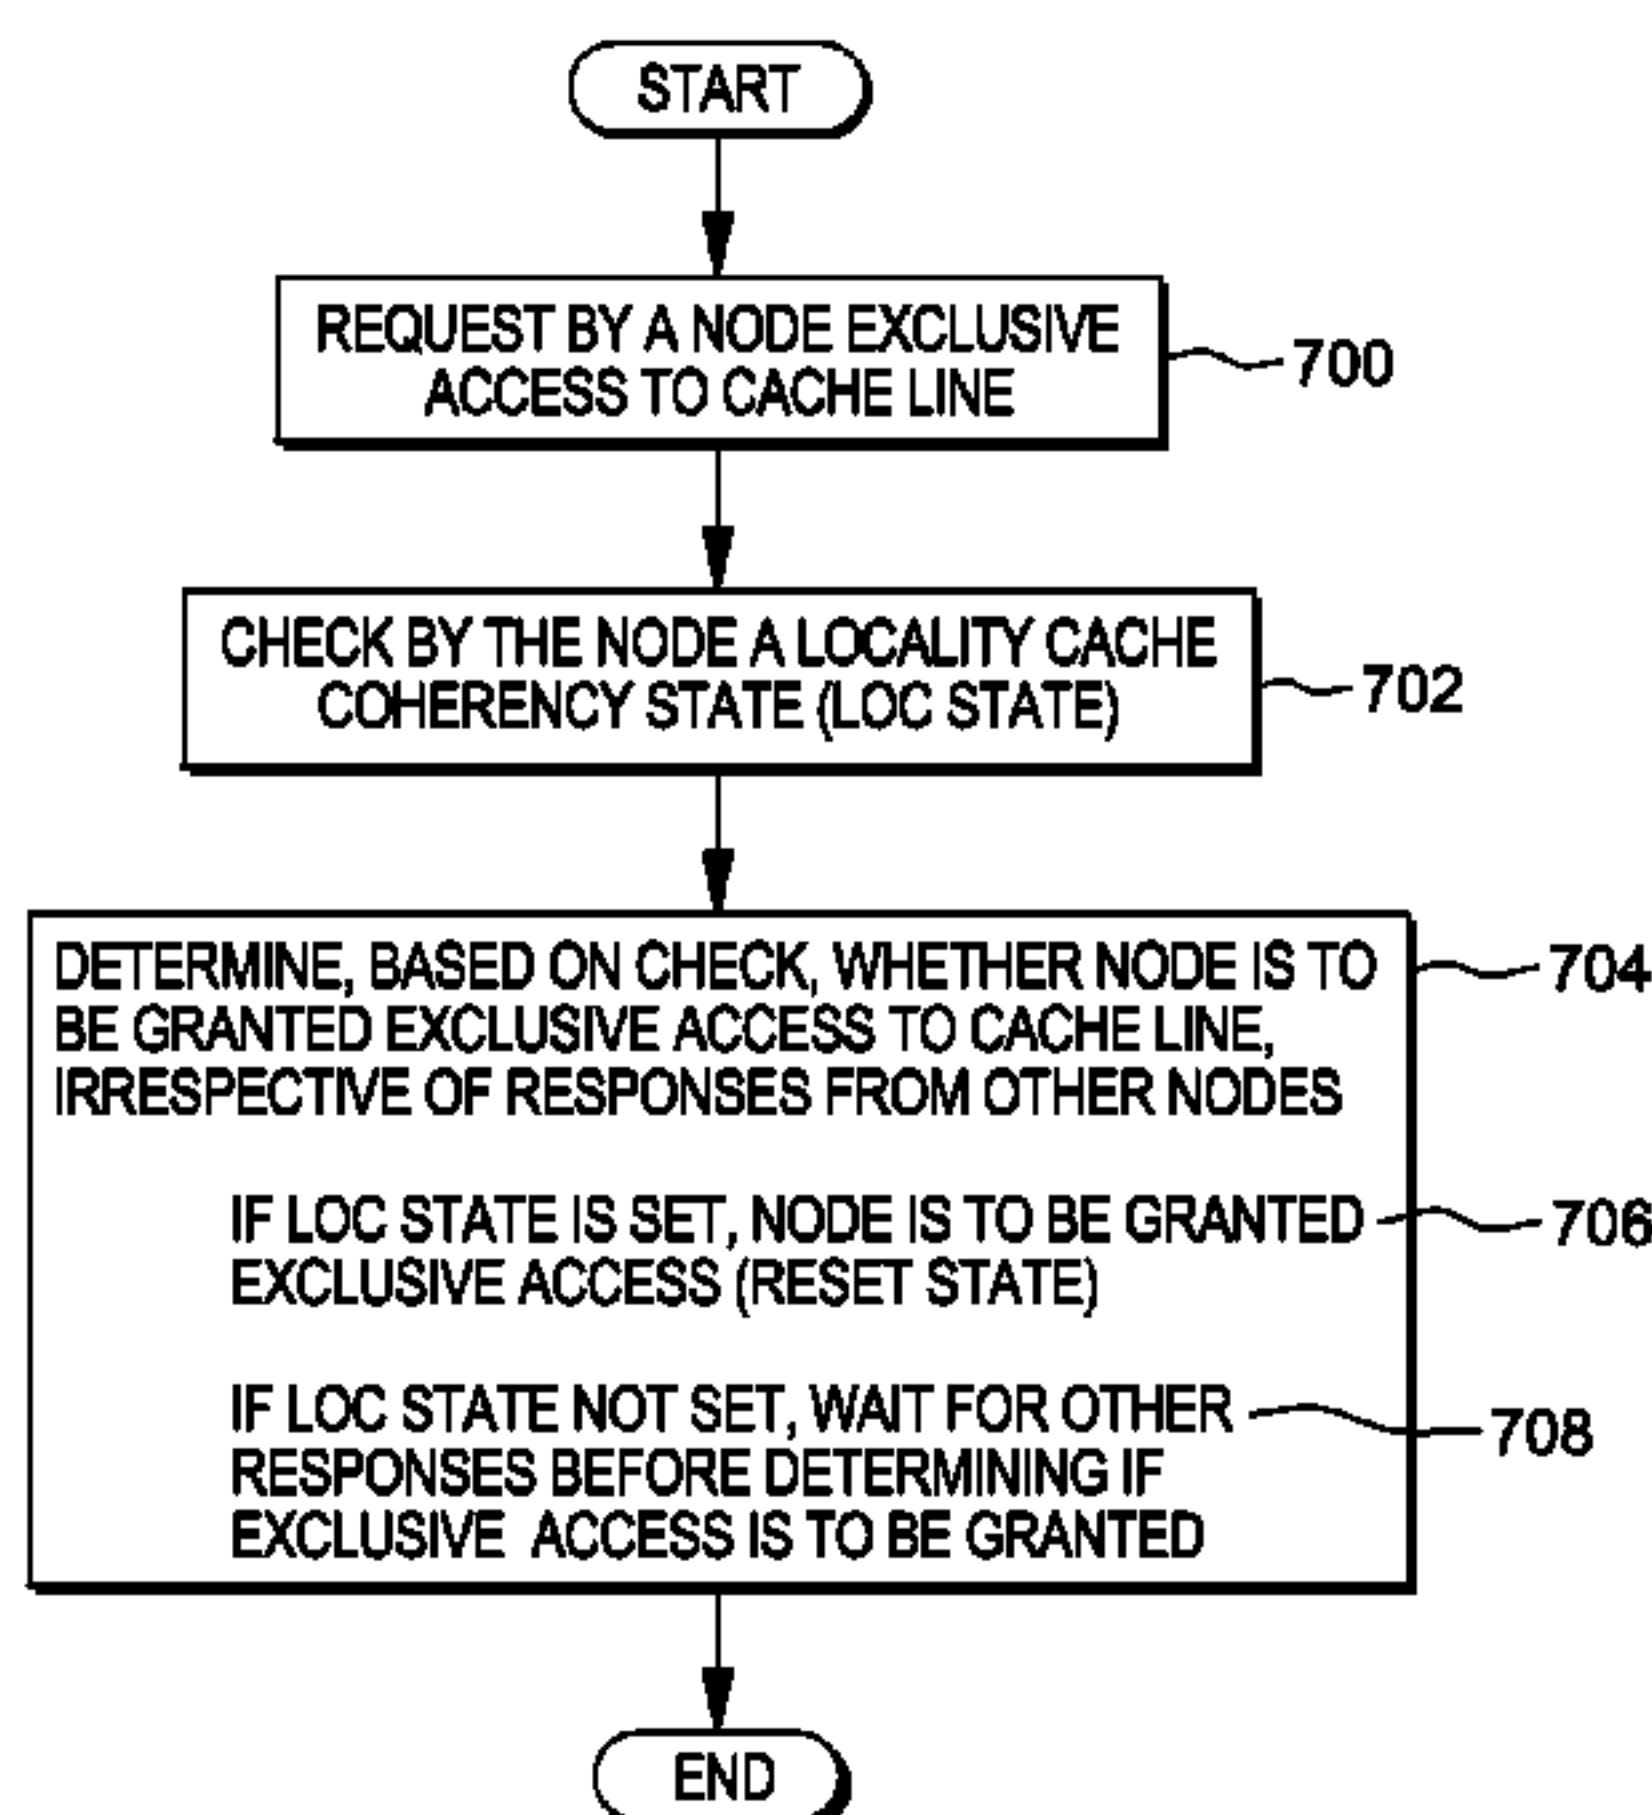 START
REQUEST BY A NODE EXCLUSIVE
ACCESS TO CACHE LINE
700
CHECK BY THE NODE A LOCALITY CACHE
COHERENCY STATE (LOC STATE)
702
DETERMINE, BASED ON CHECK, WHETHER NODE IS TO
BE GRANTED EXCLUSIVE ACCESS TO CACHE LINE,
IRRESPECTIVE OF RESPONSES FROM OTHER NODES
704
IF LOC STATE IS SET, NODE IS TO BE GRANTED
EXCLUSIVE ACCESS (RESET STATE)
706
IF LOC STATE NOT SET, WAIT FOR OTHER
RESPONSES BEFORE DETERMINING IF
EXCLUSIVE ACCESS IS TO BE GRANTED
708
END